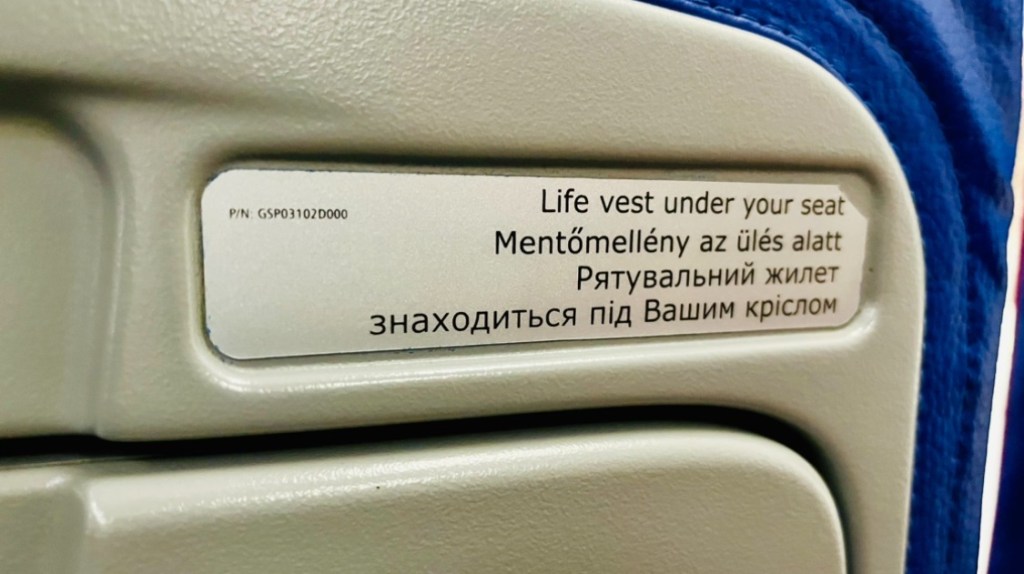 P/N: GSP03102D000
Life vest under your seat
Mentőmellény az ülés alatt
Рятувальний жилет
знаходиться під Вашим кріслом